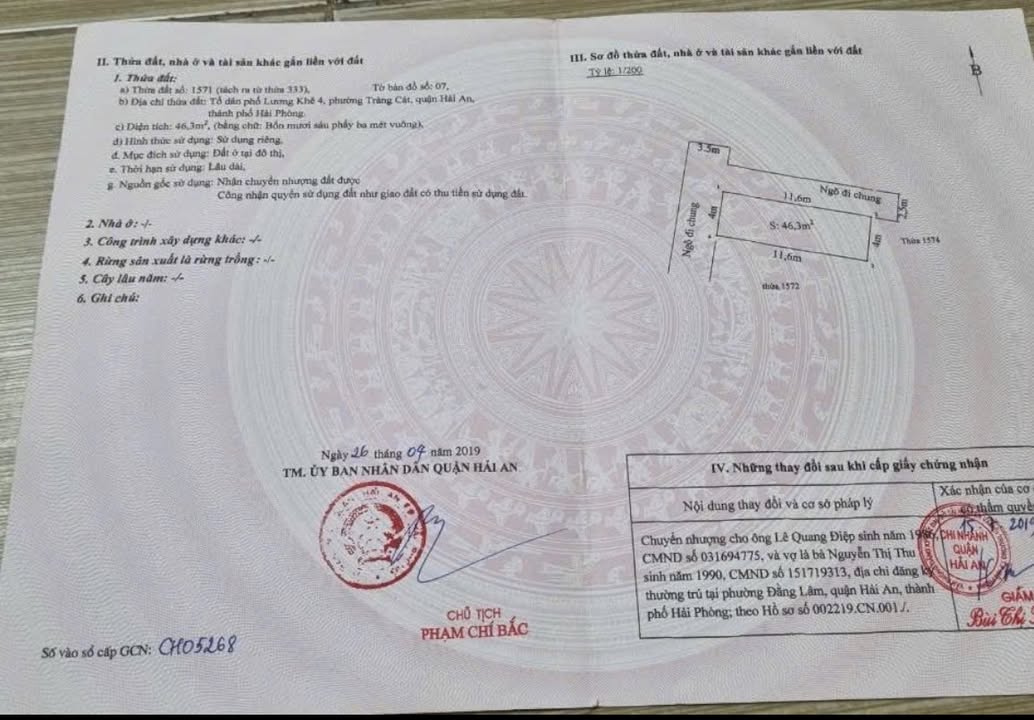 II. Thửa đất, nhà ở và tài sản khác gắn liền với đất
1. Thửa đất:
a) Thửa đất số: 1571 (tách ra từ thửa 333), Tờ bản đồ số: 07,
b) Địa chỉ thửa đất: Tổ dân phố Lương Khê 4, phường Tràng Cát, quận Hải An,
thành phố Hải Phòng.
c) Diện tích: 46,3m², (bằng chữ: Bốn mươi sáu phẩy ba mét vuông),
d) Hình thức sử dụng: Sử dụng riêng,
đ. Mục đích sử dụng: Đất ở tại đô thị,
e. Thời hạn sử dụng: Lâu dài,
g. Nguồn gốc sử dụng: Nhận chuyển nhượng đất được
Công nhận quyền sử dụng đất như giao đất có thu tiền sử dụng đất.
2. Nhà ở: -/-
3. Công trình xây dựng khác: -/-
4. Rừng sản xuất là rừng trồng: -/-
5. Cây lâu năm: -/-
6. Ghi chú:
Ngày 26 tháng 04 năm 2019
TM. ỦY BAN NHÂN DÂN QUẬN HẢI AN
CHỦ TỊCH
PHẠM CHÍ BẮC
Số vào sổ cấp GCN: CH05268
III. Sơ đồ thửa đất, nhà ở và tài sản khác gắn liền với đất
Tỷ lệ: 1/200
B
3.5m
Ngõ đi chung
11,6m
2,5m
Ngõ đi chung
4m
S: 46,3m²
4m
Thửa 1574
11,6m
thửa 1572
IV. Những thay đổi sau khi cấp giấy chứng nhận
Nội dung thay đổi và cơ sở pháp lý
Xác nhận của cơ
có thẩm quyề
Chuyển nhượng cho ông Lê Quang Điệp sinh năm
CMND số 031694775, và vợ là bà Nguyễn Thị Thu
sinh năm 1990, CMND số 151719313, địa chỉ đăng ký
thường trú tại phường Đằng Lâm, quận Hải An, thành
phố Hải Phòng; theo Hồ sơ số 002219.CN.001./.
15
2019
CHI NHÁNH
QUẬN
HẢI AN
GIÁM
Bùi Thị